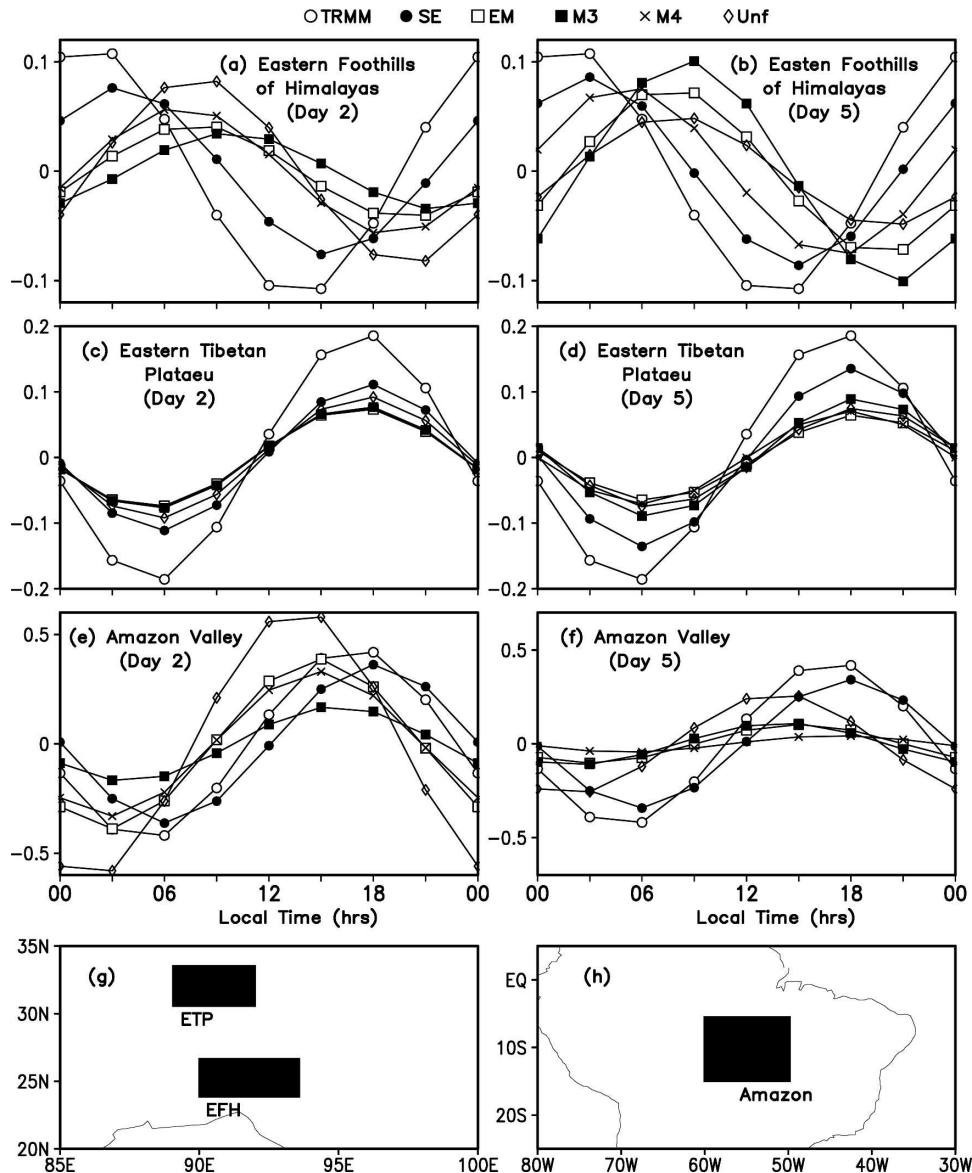 TRMM SE EM M3 M4 Unf
0.1
0
−0.1
(a) Eastern Foothills
of Himalayas
(Day 2)
0.1
0
−0.1
(b) Easten Foothills
of Himalayas
(Day 5)
0.2
0.1
0
−0.1
−0.2
(c) Eastern Tibetan
Plataeu
(Day 2)
0.2
0.1
0
−0.1
−0.2
(d) Eastern Tibetan
Plataeu
(Day 5)
0.5
0
−0.5
(e) Amazon Valley
(Day 2)
00 06 12 18 00
Local Time (hrs)
0.5
0
−0.5
(f) Amazon Valley
(Day 5)
00 06 12 18 00
Local Time (hrs)
35N
30N
25N
20N
(g)
ETP
EFH
85E 90E 95E 100E
EQ
10S
20S
(h)
Amazon
80W 70W 60W 50W 40W 30W